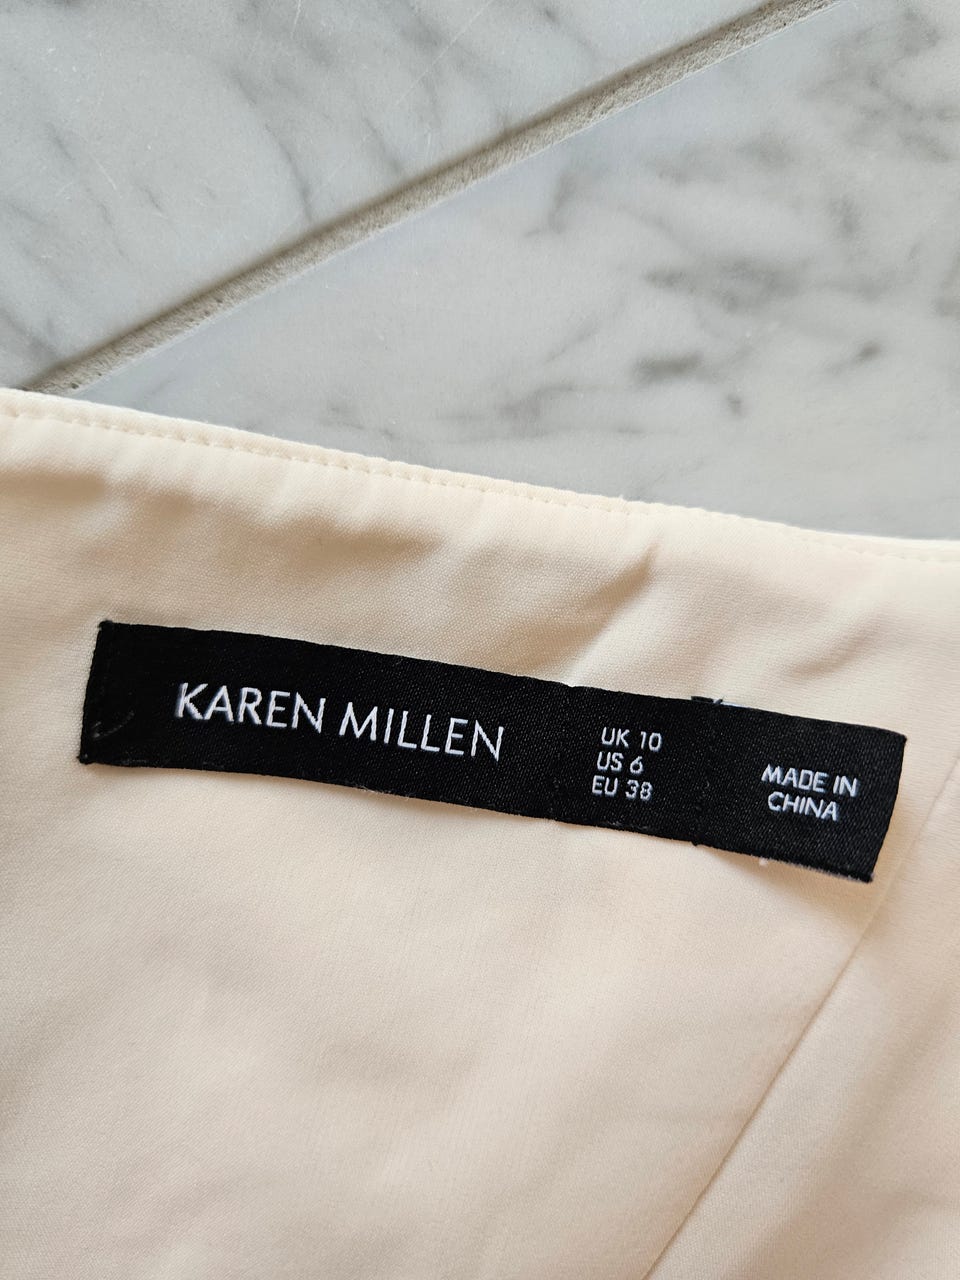 KAREN MILLEN
UK 10
US 6
EU 38
MADE IN
CHINA